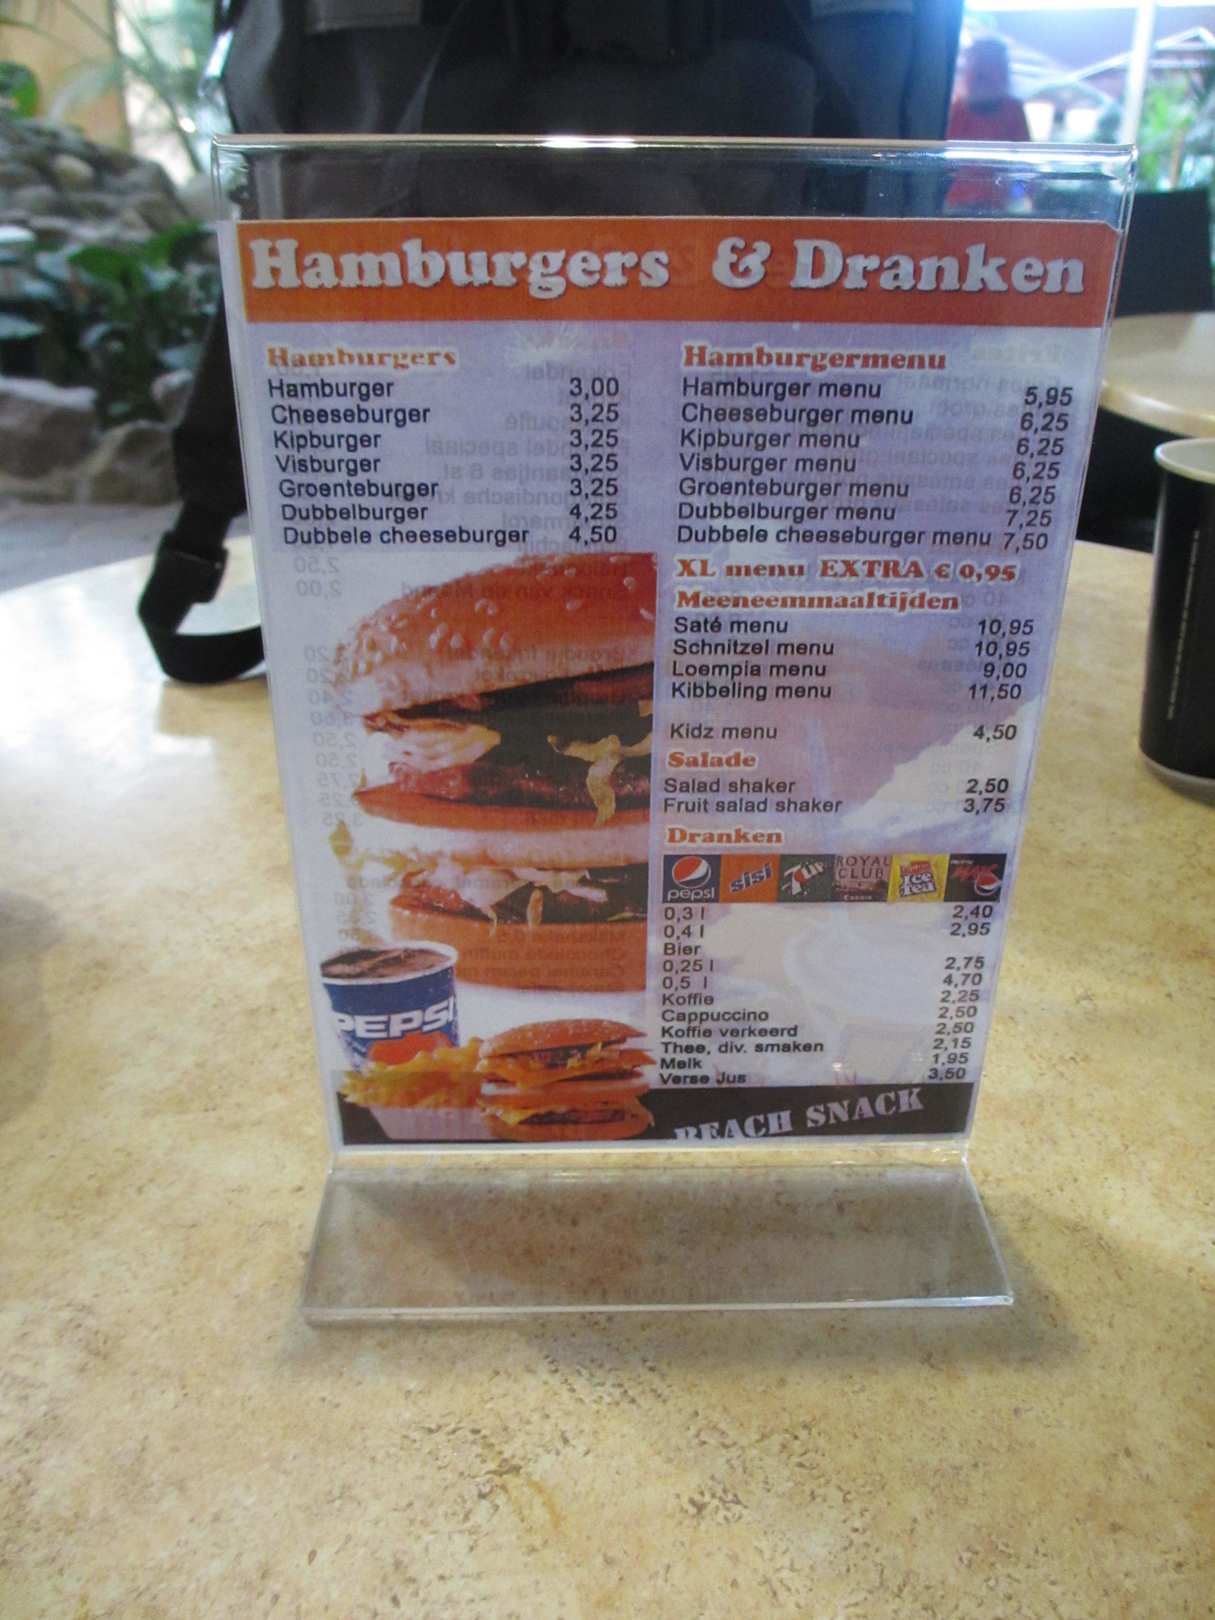 Hamburgers & Dranken
Hamburgers
Hamburger 3,00
Cheeseburger 3,25
Kipburger 3,25
Visburger 3,25
Groenteburger 3,25
Dubbelburger 4,25
Dubbele cheeseburger 4,50
Hamburgermenu
Hamburger menu 5,95
Cheeseburger menu 6,25
Kipburger menu 6,25
Visburger menu 6,25
Groenteburger menu 6,25
Dubbelburger menu 7,25
Dubbele cheeseburger menu 7,50
XL menu EXTRA € 0,95
Meeneemmaaltijden
Saté menu 10,95
Schnitzel menu 10,95
Loempia menu 9,00
Kibbeling menu 11,50
Kidz menu 4,50
Salade
Salad shaker 2,50
Fruit salad shaker 3,75
Dranken
pepsi sisi 7up ROYAL CLUB Ice Tea MAX
0,3 l 2,40
0,4 l 2,95
Bier
0,25 l 2,75
0,5 l 4,70
Koffie 2,25
Cappuccino 2,50
Koffie verkeerd 2,50
Thee, div. smaken 2,15
Melk 1,95
Verse Jus 3,50
PEPSI
BEACH SNACK